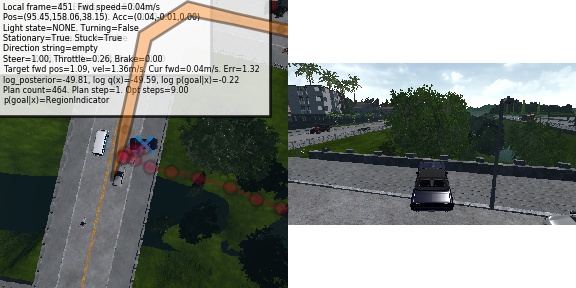 Local frame=451. Fwd speed=0.04m/s
Pos=(95.45,158.06,38.15). Acc=(0.04,-0.01,0.00)
Light state=NONE. Turning=False
Stationary=True. Stuck=True
Direction string=empty
Steer=1.00, Throttle=0.26, Brake=0.00
Target fwd pos=1.09, vel=1.36m/s. Cur fwd=0.04m/s. Err=1.32
log_posterior=-49.81, log q(x)=-49.59, log p(goal|x)=-0.22
Plan count=464. Plan step=1. Opt steps=9.00
p(goal|x)=RegionIndicator